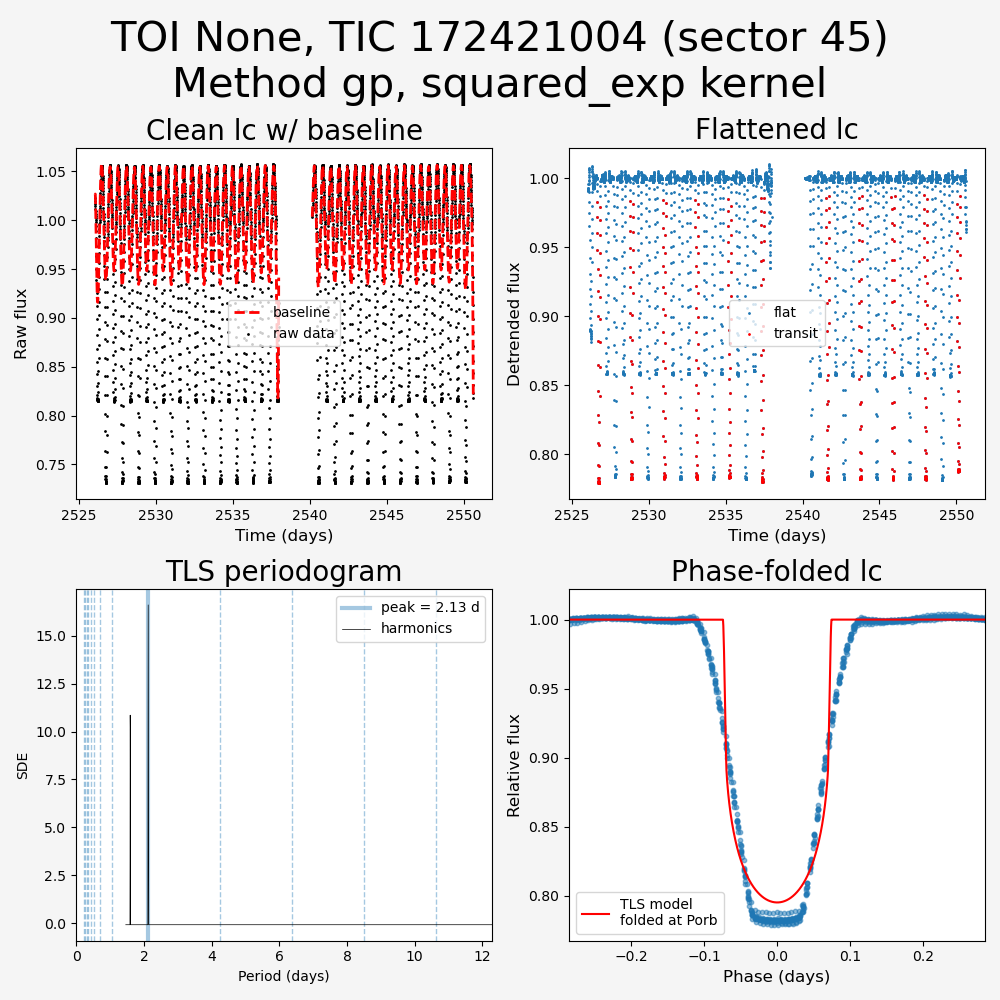 TOI None, TIC 172421004 (sector 45)
Method gp, squared_exp kernel
Clean lc w/ baseline
Raw flux
1.05
1.00
0.95
0.90
0.85
0.80
0.75
baseline
raw data
2525 2530 2535 2540 2545 2550
Time (days)
Flattened lc
Detrended flux
1.00
0.95
0.90
0.85
0.80
flat
transit
2525 2530 2535 2540 2545 2550
Time (days)
TLS periodogram
SDE
15.0
12.5
10.0
7.5
5.0
2.5
0.0
peak = 2.13 d
harmonics
0 2 4 6 8 10 12
Period (days)
Phase-folded lc
Relative flux
1.00
0.95
0.90
0.85
0.80
TLS model
folded at Porb
−0.2 −0.1 0.0 0.1 0.2
Phase (days)